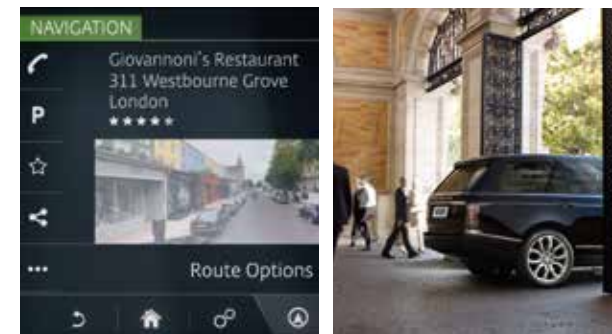 NAVIGATION
Giovannoni's Restaurant
311 Westbourne Grove
London
P
Route Options